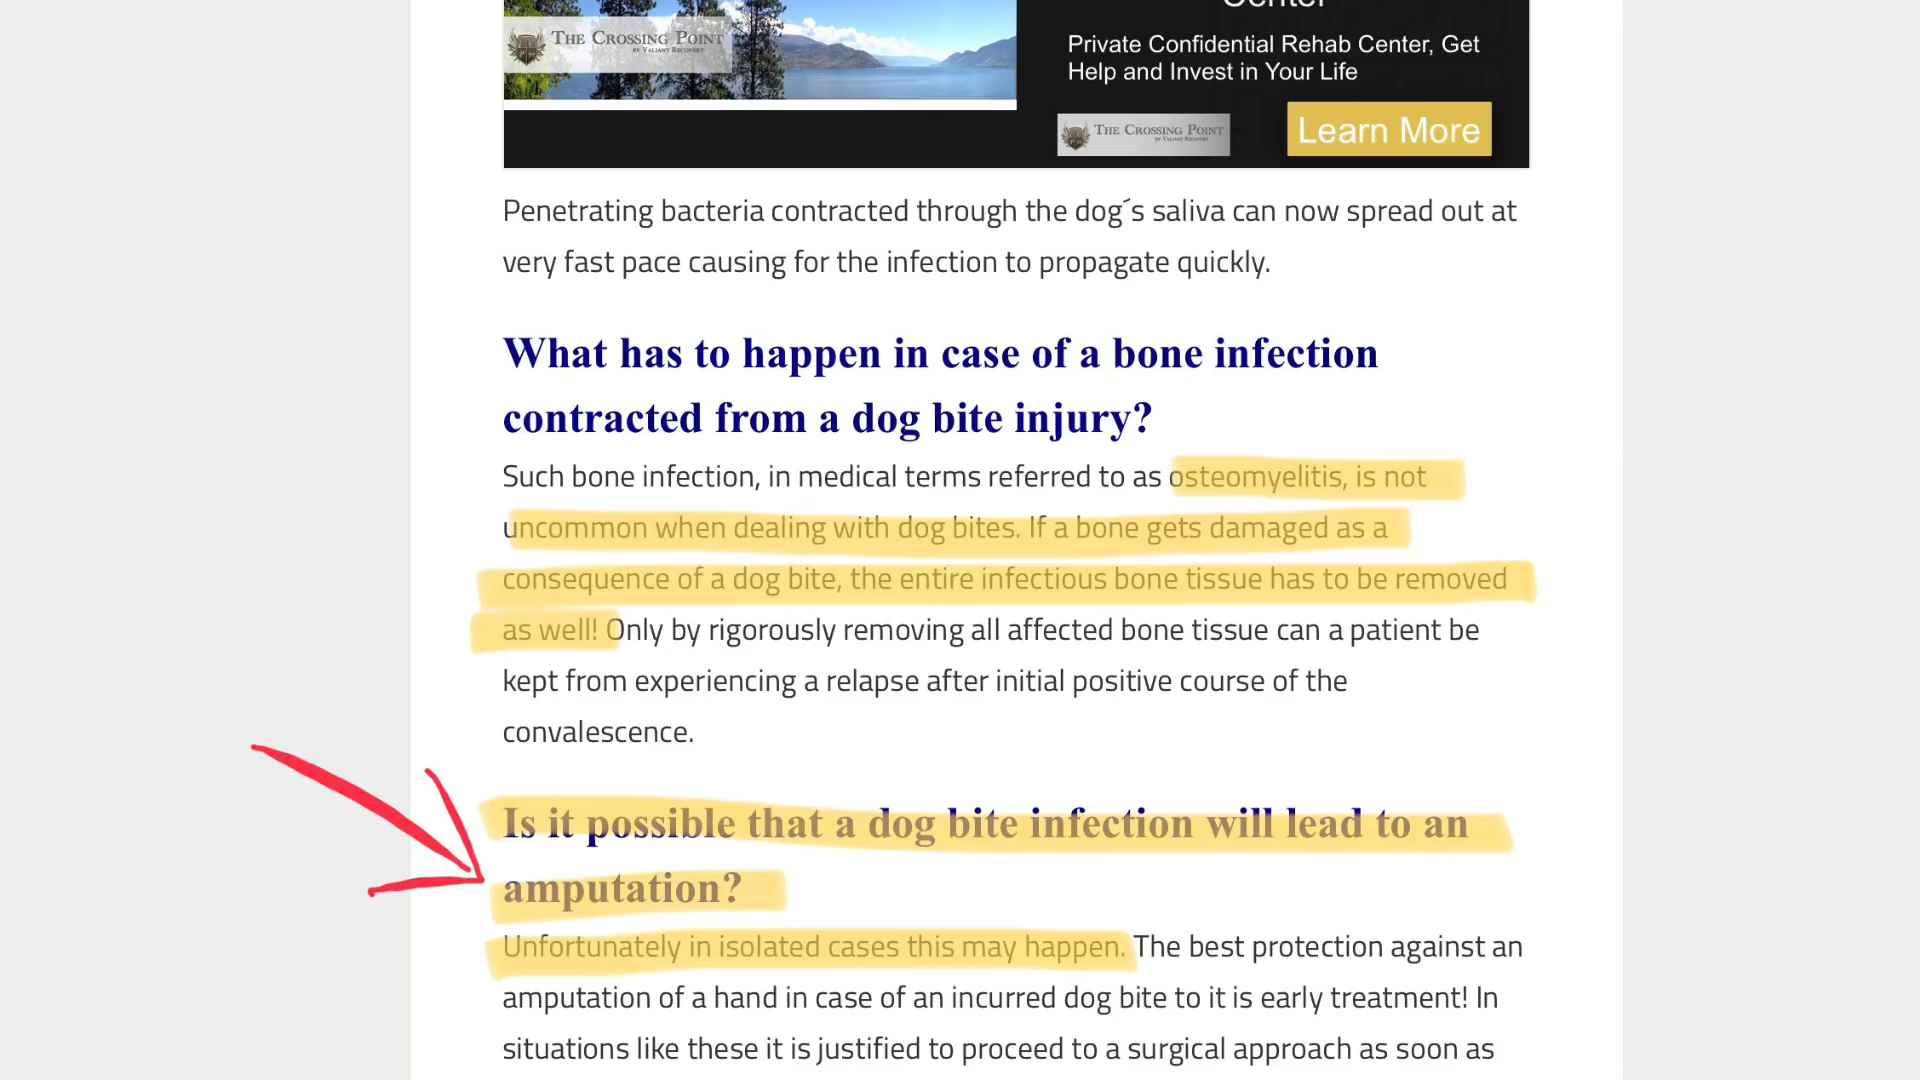 Center
THE CROSSING POINT
BY VALIANT RECOVERY
Private Confidential Rehab Center, Get
Help and Invest in Your Life
THE CROSSING POINT
BY VALIANT RECOVERY
Learn More
Penetrating bacteria contracted through the dog´s saliva can now spread out at
very fast pace causing for the infection to propagate quickly.
What has to happen in case of a bone infection
contracted from a dog bite injury?
Such bone infection, in medical terms referred to as osteomyelitis, is not
uncommon when dealing with dog bites. If a bone gets damaged as a
consequence of a dog bite, the entire infectious bone tissue has to be removed
as well! Only by rigorously removing all affected bone tissue can a patient be
kept from experiencing a relapse after initial positive course of the
convalescence.
Is it possible that a dog bite infection will lead to an
amputation?
Unfortunately in isolated cases this may happen. The best protection against an
amputation of a hand in case of an incurred dog bite to it is early treatment! In
situations like these it is justified to proceed to a surgical approach as soon as